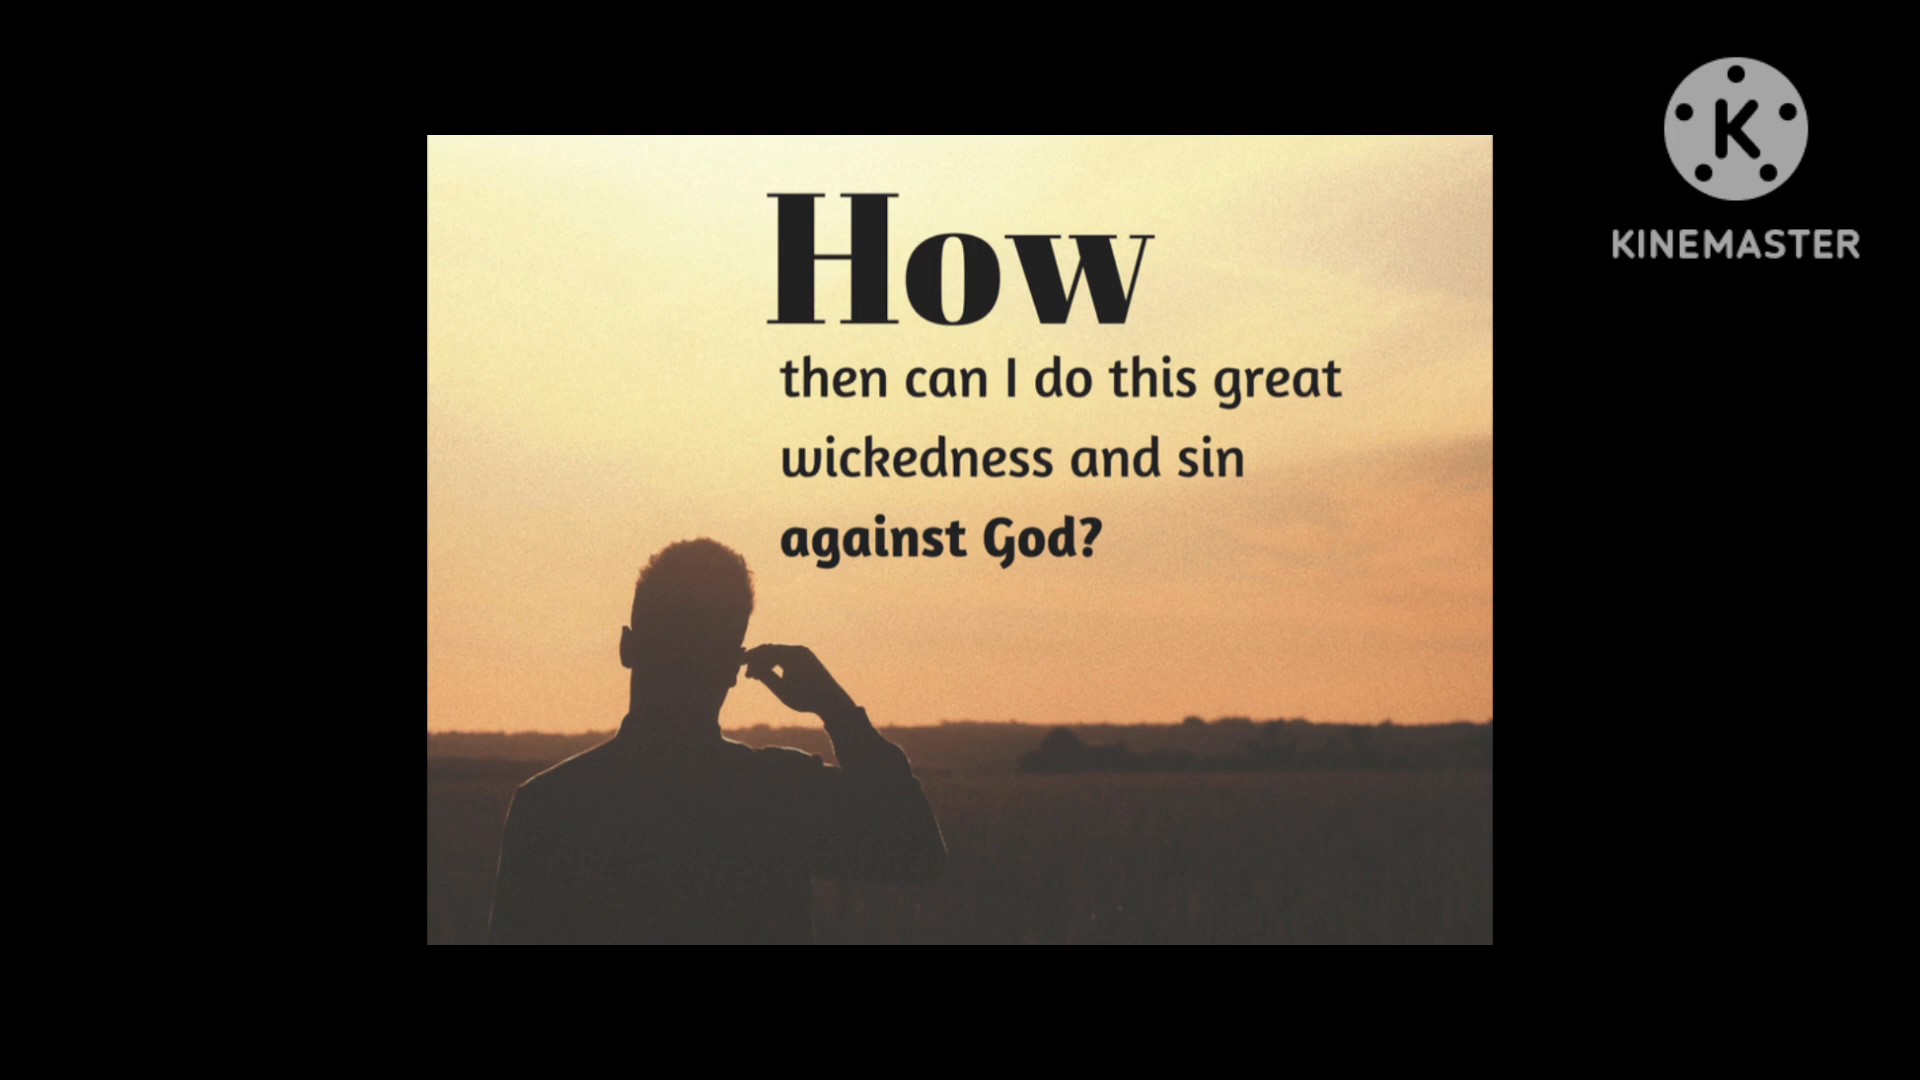 How
then can I do this great
wickedness and sin
against God?
K
KINEMASTER